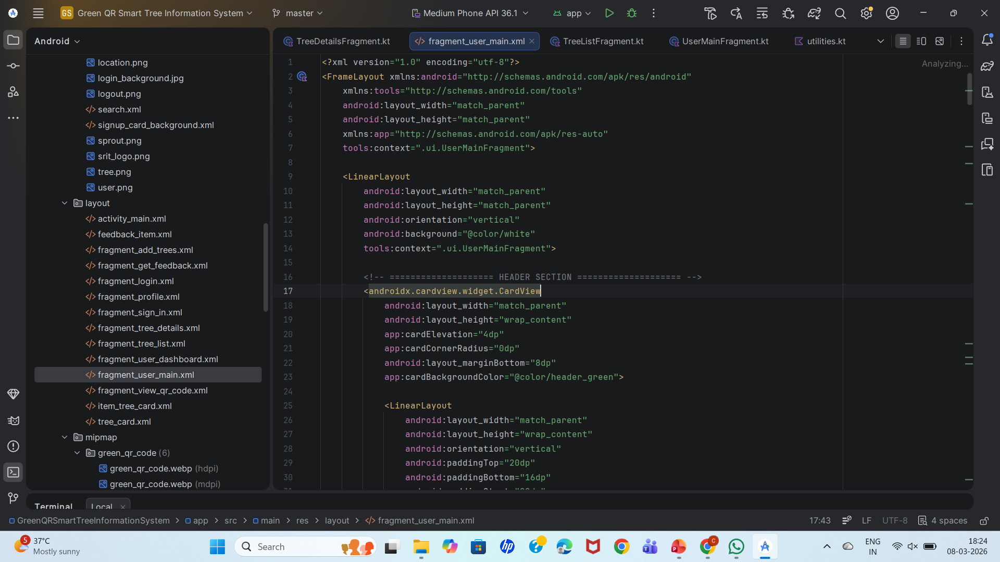 GS Green QR Smart Tree Information System
master
Medium Phone API 36.1
app
Android
location.png
login_background.jpg
logout.png
search.xml
signup_card_background.xml
sprout.png
srit_logo.png
tree.png
user.png
layout
activity_main.xml
feedback_item.xml
fragment_add_trees.xml
fragment_get_feedback.xml
fragment_login.xml
fragment_profile.xml
fragment_sign_in.xml
fragment_tree_details.xml
fragment_tree_list.xml
fragment_user_dashboard.xml
fragment_user_main.xml
fragment_view_qr_code.xml
item_tree_card.xml
tree_card.xml
mipmap
green_qr_code (6)
green_qr_code.webp (hdpi)
green_qr_code.webp (mdpi)
TreeDetailsFragment.kt
fragment_user_main.xml
TreeListFragment.kt
UserMainFragment.kt
utilities.kt
Analyzing...
1 <?xml version="1.0" encoding="utf-8"?>
2 <FrameLayout xmlns:android="http://schemas.android.com/apk/res/android"
3 xmlns:tools="http://schemas.android.com/tools"
4 android:layout_width="match_parent"
5 android:layout_height="match_parent"
6 xmlns:app="http://schemas.android.com/apk/res-auto"
7 tools:context=".ui.UserMainFragment">
8
9 <LinearLayout
10 android:layout_width="match_parent"
11 android:layout_height="match_parent"
12 android:orientation="vertical"
13 android:background="@color/white"
14 tools:context=".ui.UserMainFragment">
15
16 <!-- ==================== HEADER SECTION ==================== -->
17 <androidx.cardview.widget.CardView
18 android:layout_width="match_parent"
19 android:layout_height="wrap_content"
20 app:cardElevation="4dp"
21 app:cardCornerRadius="0dp"
22 android:layout_marginBottom="8dp"
23 app:cardBackgroundColor="@color/header_green">
24
25 <LinearLayout
26 android:layout_width="match_parent"
27 android:layout_height="wrap_content"
28 android:orientation="vertical"
29 android:paddingTop="20dp"
30 android:paddingBottom="16dp"
Terminal
Local
GreenQRSmartTreeInformationSystem > app > src > main > res > layout > fragment_user_main.xml
17:43
LF
UTF-8
4 spaces
5
37°C
Mostly sunny
Search
ENG
IN
18:24
08-03-2026